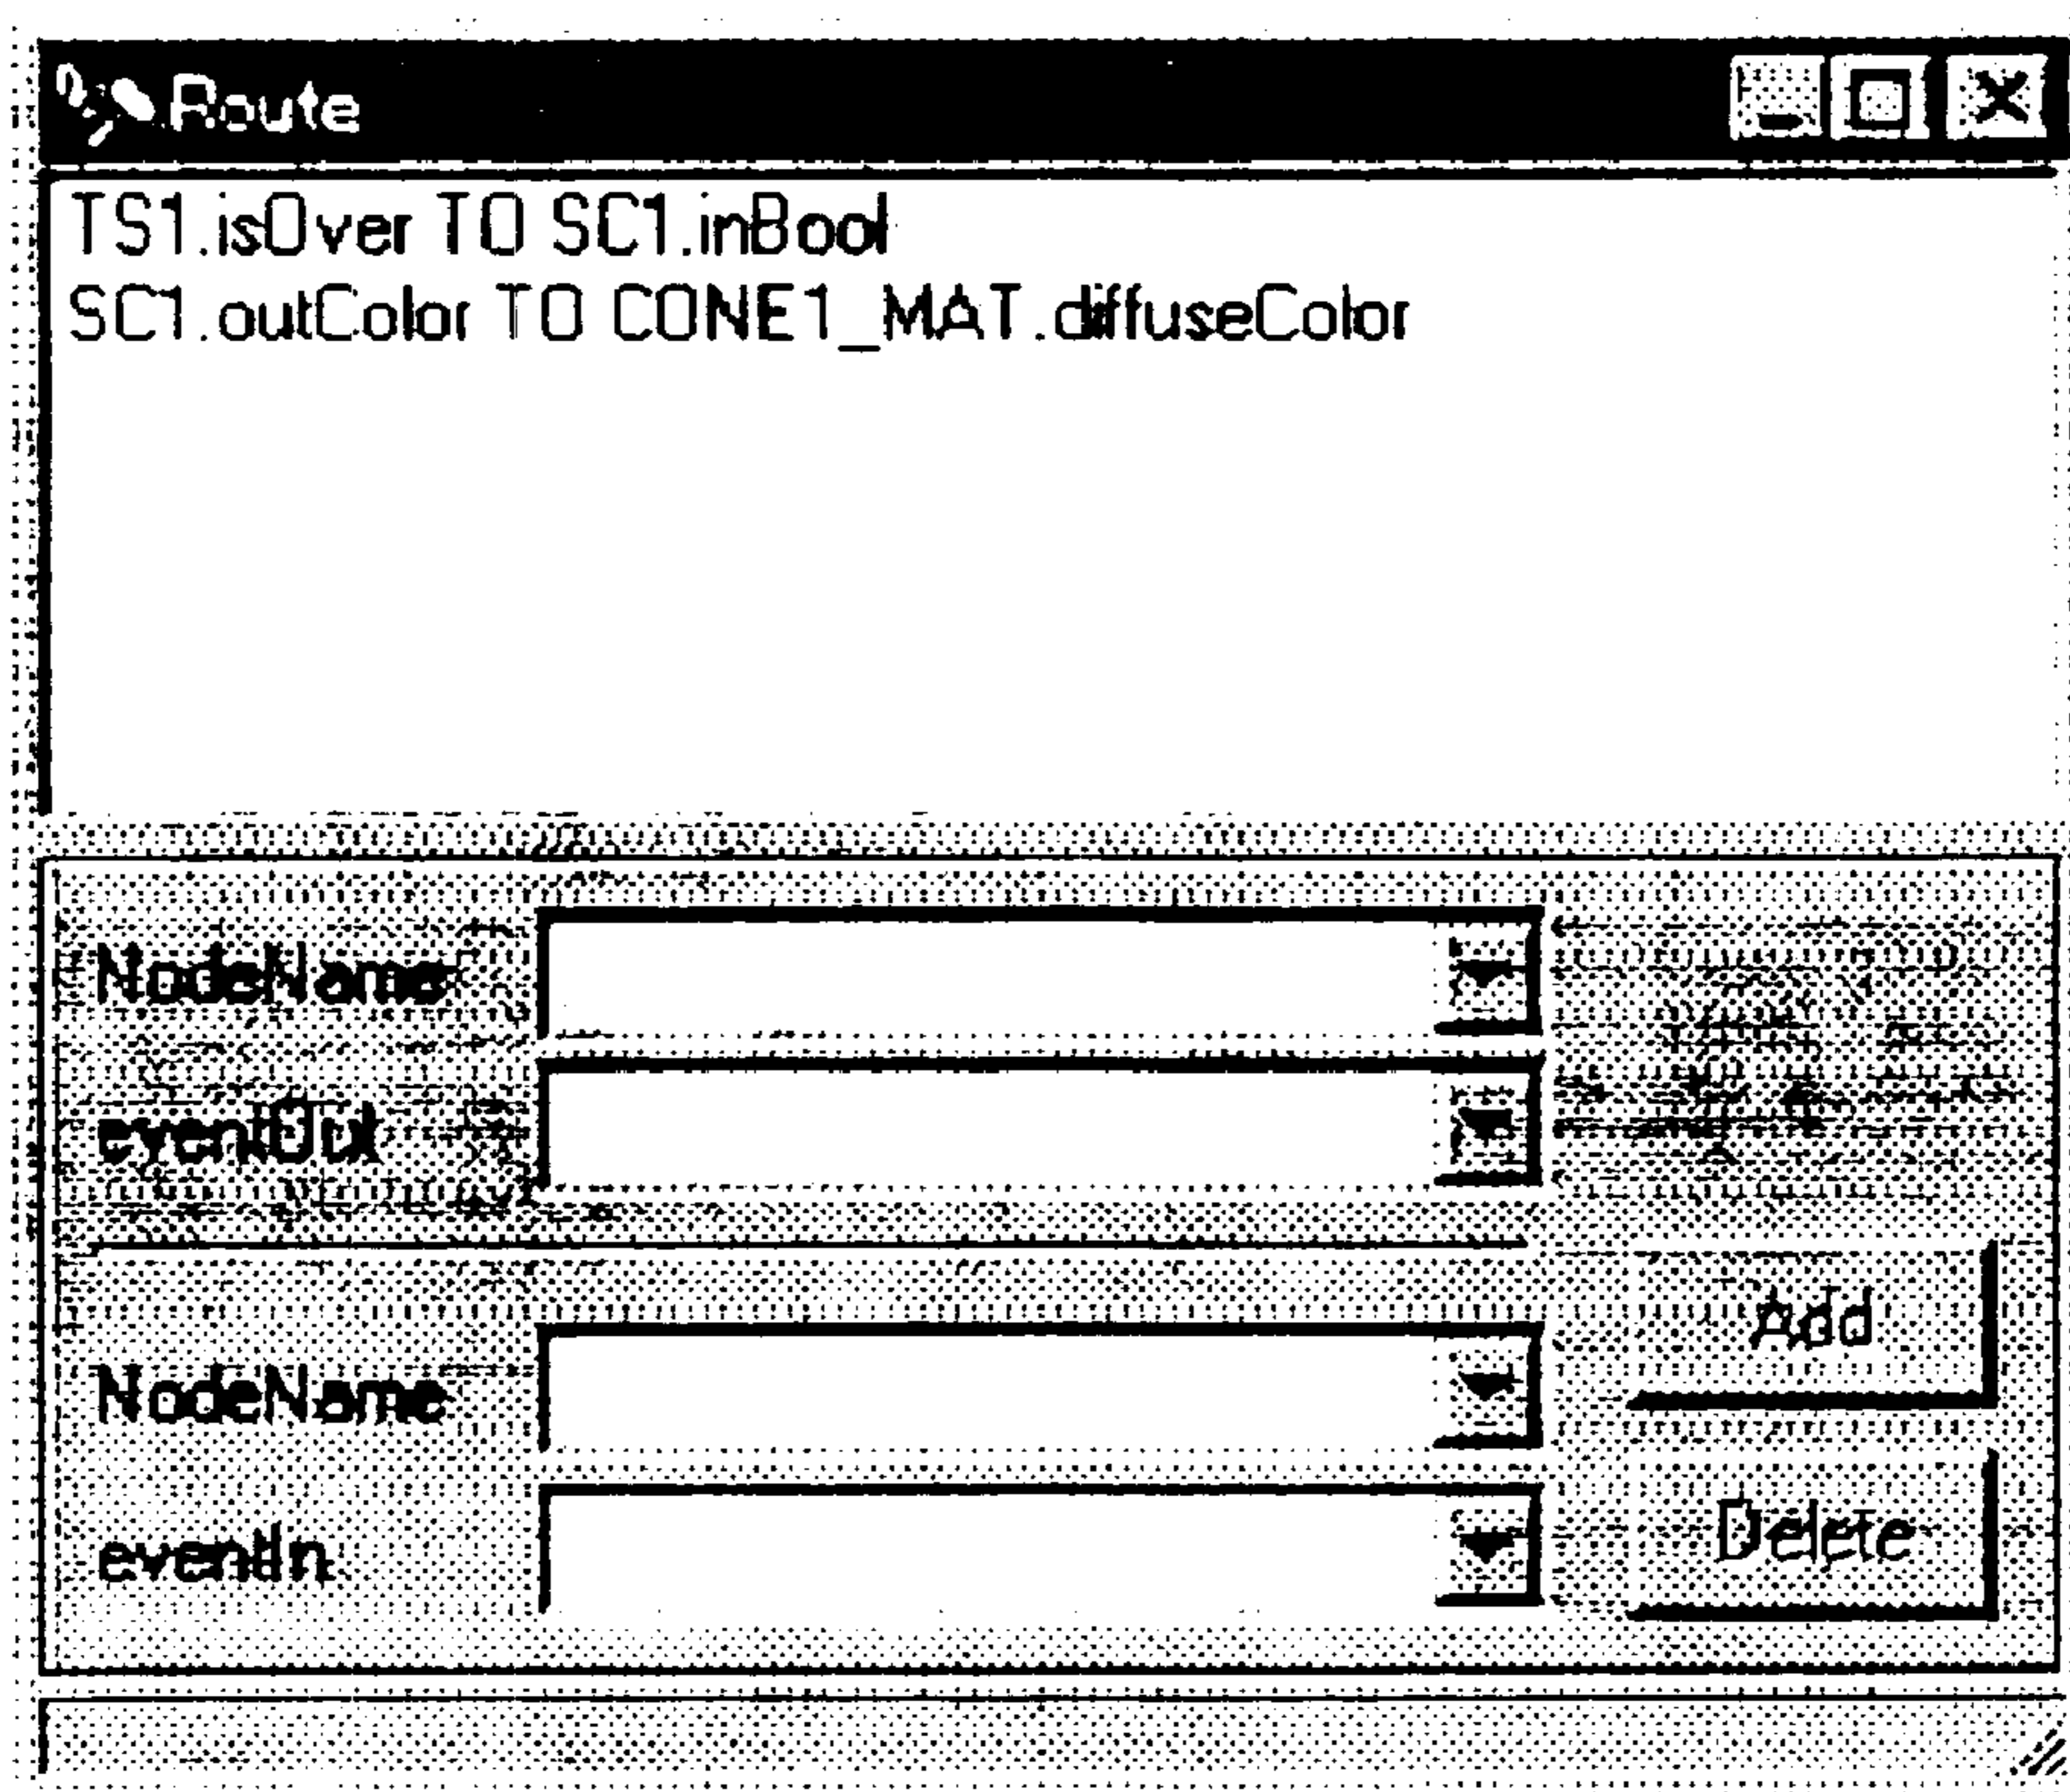 Route
TS1.isOver TO SC1.inBool
SC1.outColor TO CONE1_MAT.diffuseColor
NodeName
eventOut
NodeName
Add
eventIn
Delete